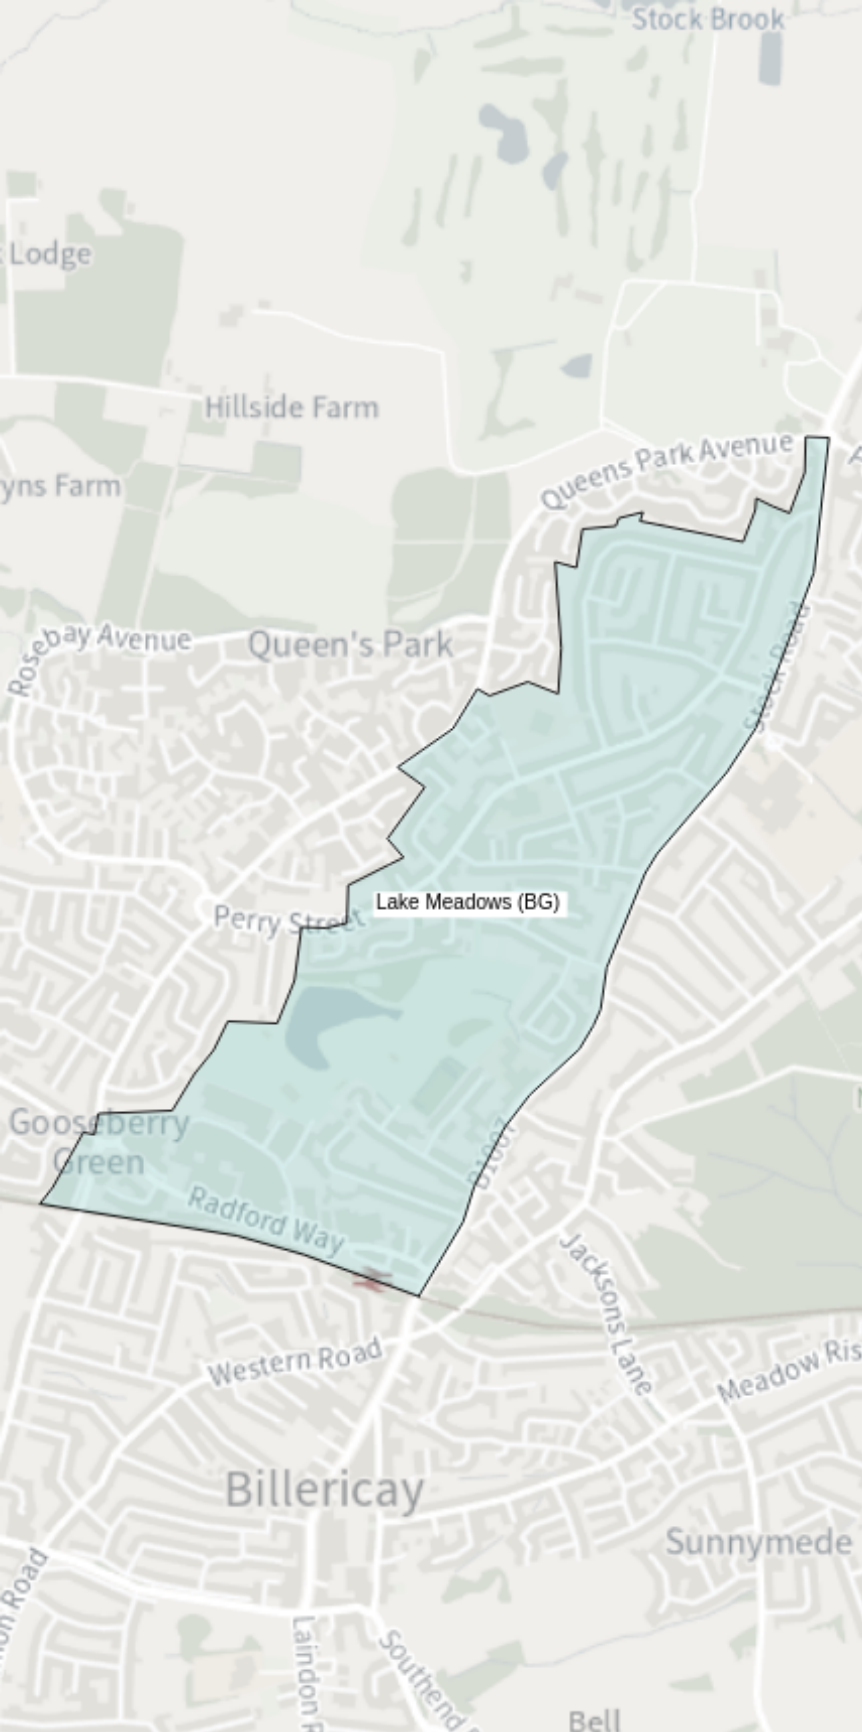 Stock Brook
Lodge
Hillside Farm
Queens Park Avenue
yns Farm
Rosebay Avenue
Queen's Park
Stock Road
Lake Meadows (BG)
Perry Street
Gooseberry
Green
B1007
Radford Way
Jacksons Lane
Western Road
Meadow Ris
Billericay
Sunnymede
on Road
Laindon R
Southend
Bell